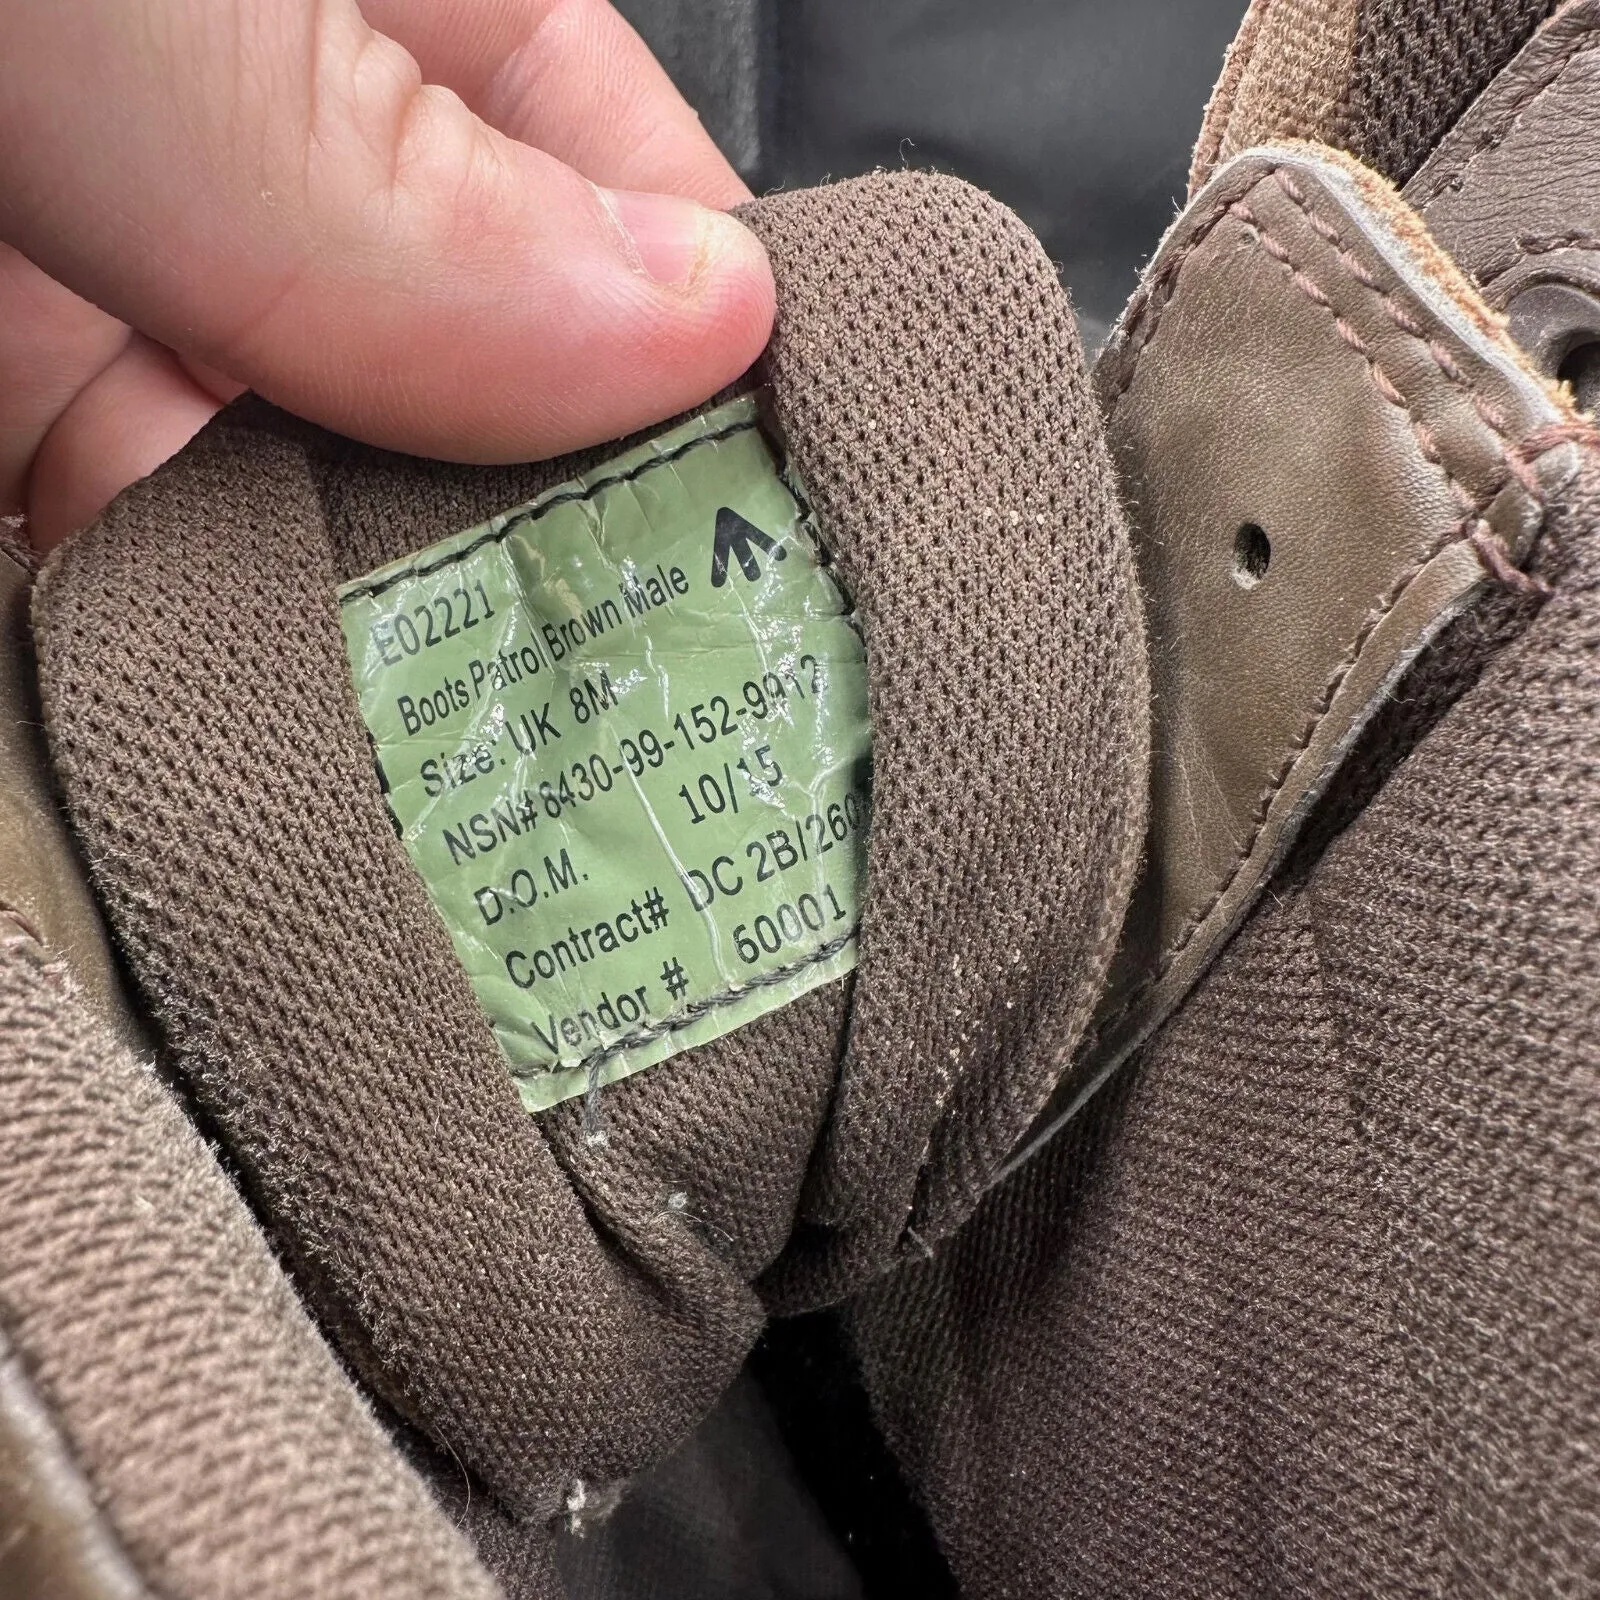 E02221
Boots Patrol Brown Male
Size: UK 8M
NSN# 8430-99-152-9912
D.O.M. 10/15
Contract# DC 2B/260
Vendor # 60001